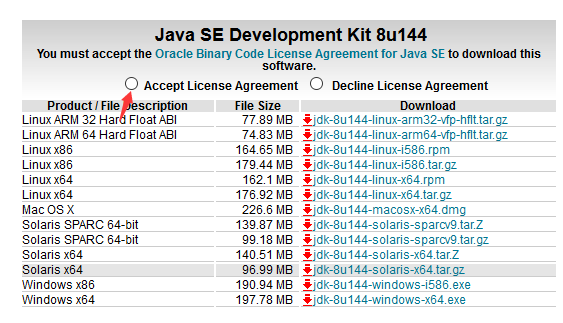 Java SE Development Kit 8u144
You must accept the Oracle Binary Code License Agreement for Java SE to download this
software.
Accept License Agreement Decline License Agreement
Product / File Description File Size Download
Linux ARM 32 Hard Float ABI 77.89 MB jdk-8u144-linux-arm32-vfp-hflt.tar.gz
Linux ARM 64 Hard Float ABI 74.83 MB jdk-8u144-linux-arm64-vfp-hflt.tar.gz
Linux x86 164.65 MB jdk-8u144-linux-i586.rpm
Linux x86 179.44 MB jdk-8u144-linux-i586.tar.gz
Linux x64 162.1 MB jdk-8u144-linux-x64.rpm
Linux x64 176.92 MB jdk-8u144-linux-x64.tar.gz
Mac OS X 226.6 MB jdk-8u144-macosx-x64.dmg
Solaris SPARC 64-bit 139.87 MB jdk-8u144-solaris-sparcv9.tar.Z
Solaris SPARC 64-bit 99.18 MB jdk-8u144-solaris-sparcv9.tar.gz
Solaris x64 140.51 MB jdk-8u144-solaris-x64.tar.Z
Solaris x64 96.99 MB jdk-8u144-solaris-x64.tar.gz
Windows x86 190.94 MB jdk-8u144-windows-i586.exe
Windows x64 197.78 MB jdk-8u144-windows-x64.exe